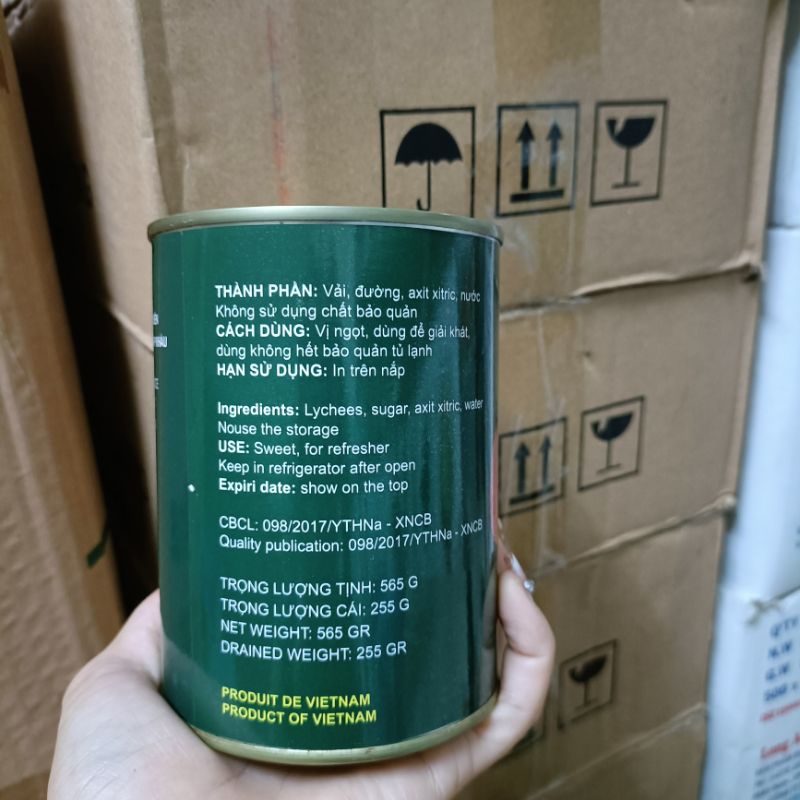 THÀNH PHẦN: Vải, đường, axit xitric, nước
Không sử dụng chất bảo quản
CÁCH DÙNG: Vị ngọt, dùng để giải khát,
dùng không hết bảo quản tủ lạnh
HẠN SỬ DỤNG: In trên nắp
Ingredients: Lychees, sugar, axit xitric, water
Nouse the storage
USE: Sweet, for refresher
Keep in refrigerator after open
Expiri date: show on the top
CBCL: 098/2017/YTHNa - XNCB
Quality publication: 098/2017/YTHNa - XNCB
TRỌNG LƯỢNG TỊNH: 565 G
TRỌNG LƯỢNG CÁI: 255 G
NET WEIGHT: 565 GR
DRAINED WEIGHT: 255 GR
PRODUIT DE VIETNAM
PRODUCT OF VIETNAM
QTY
N.W
G.W
Long